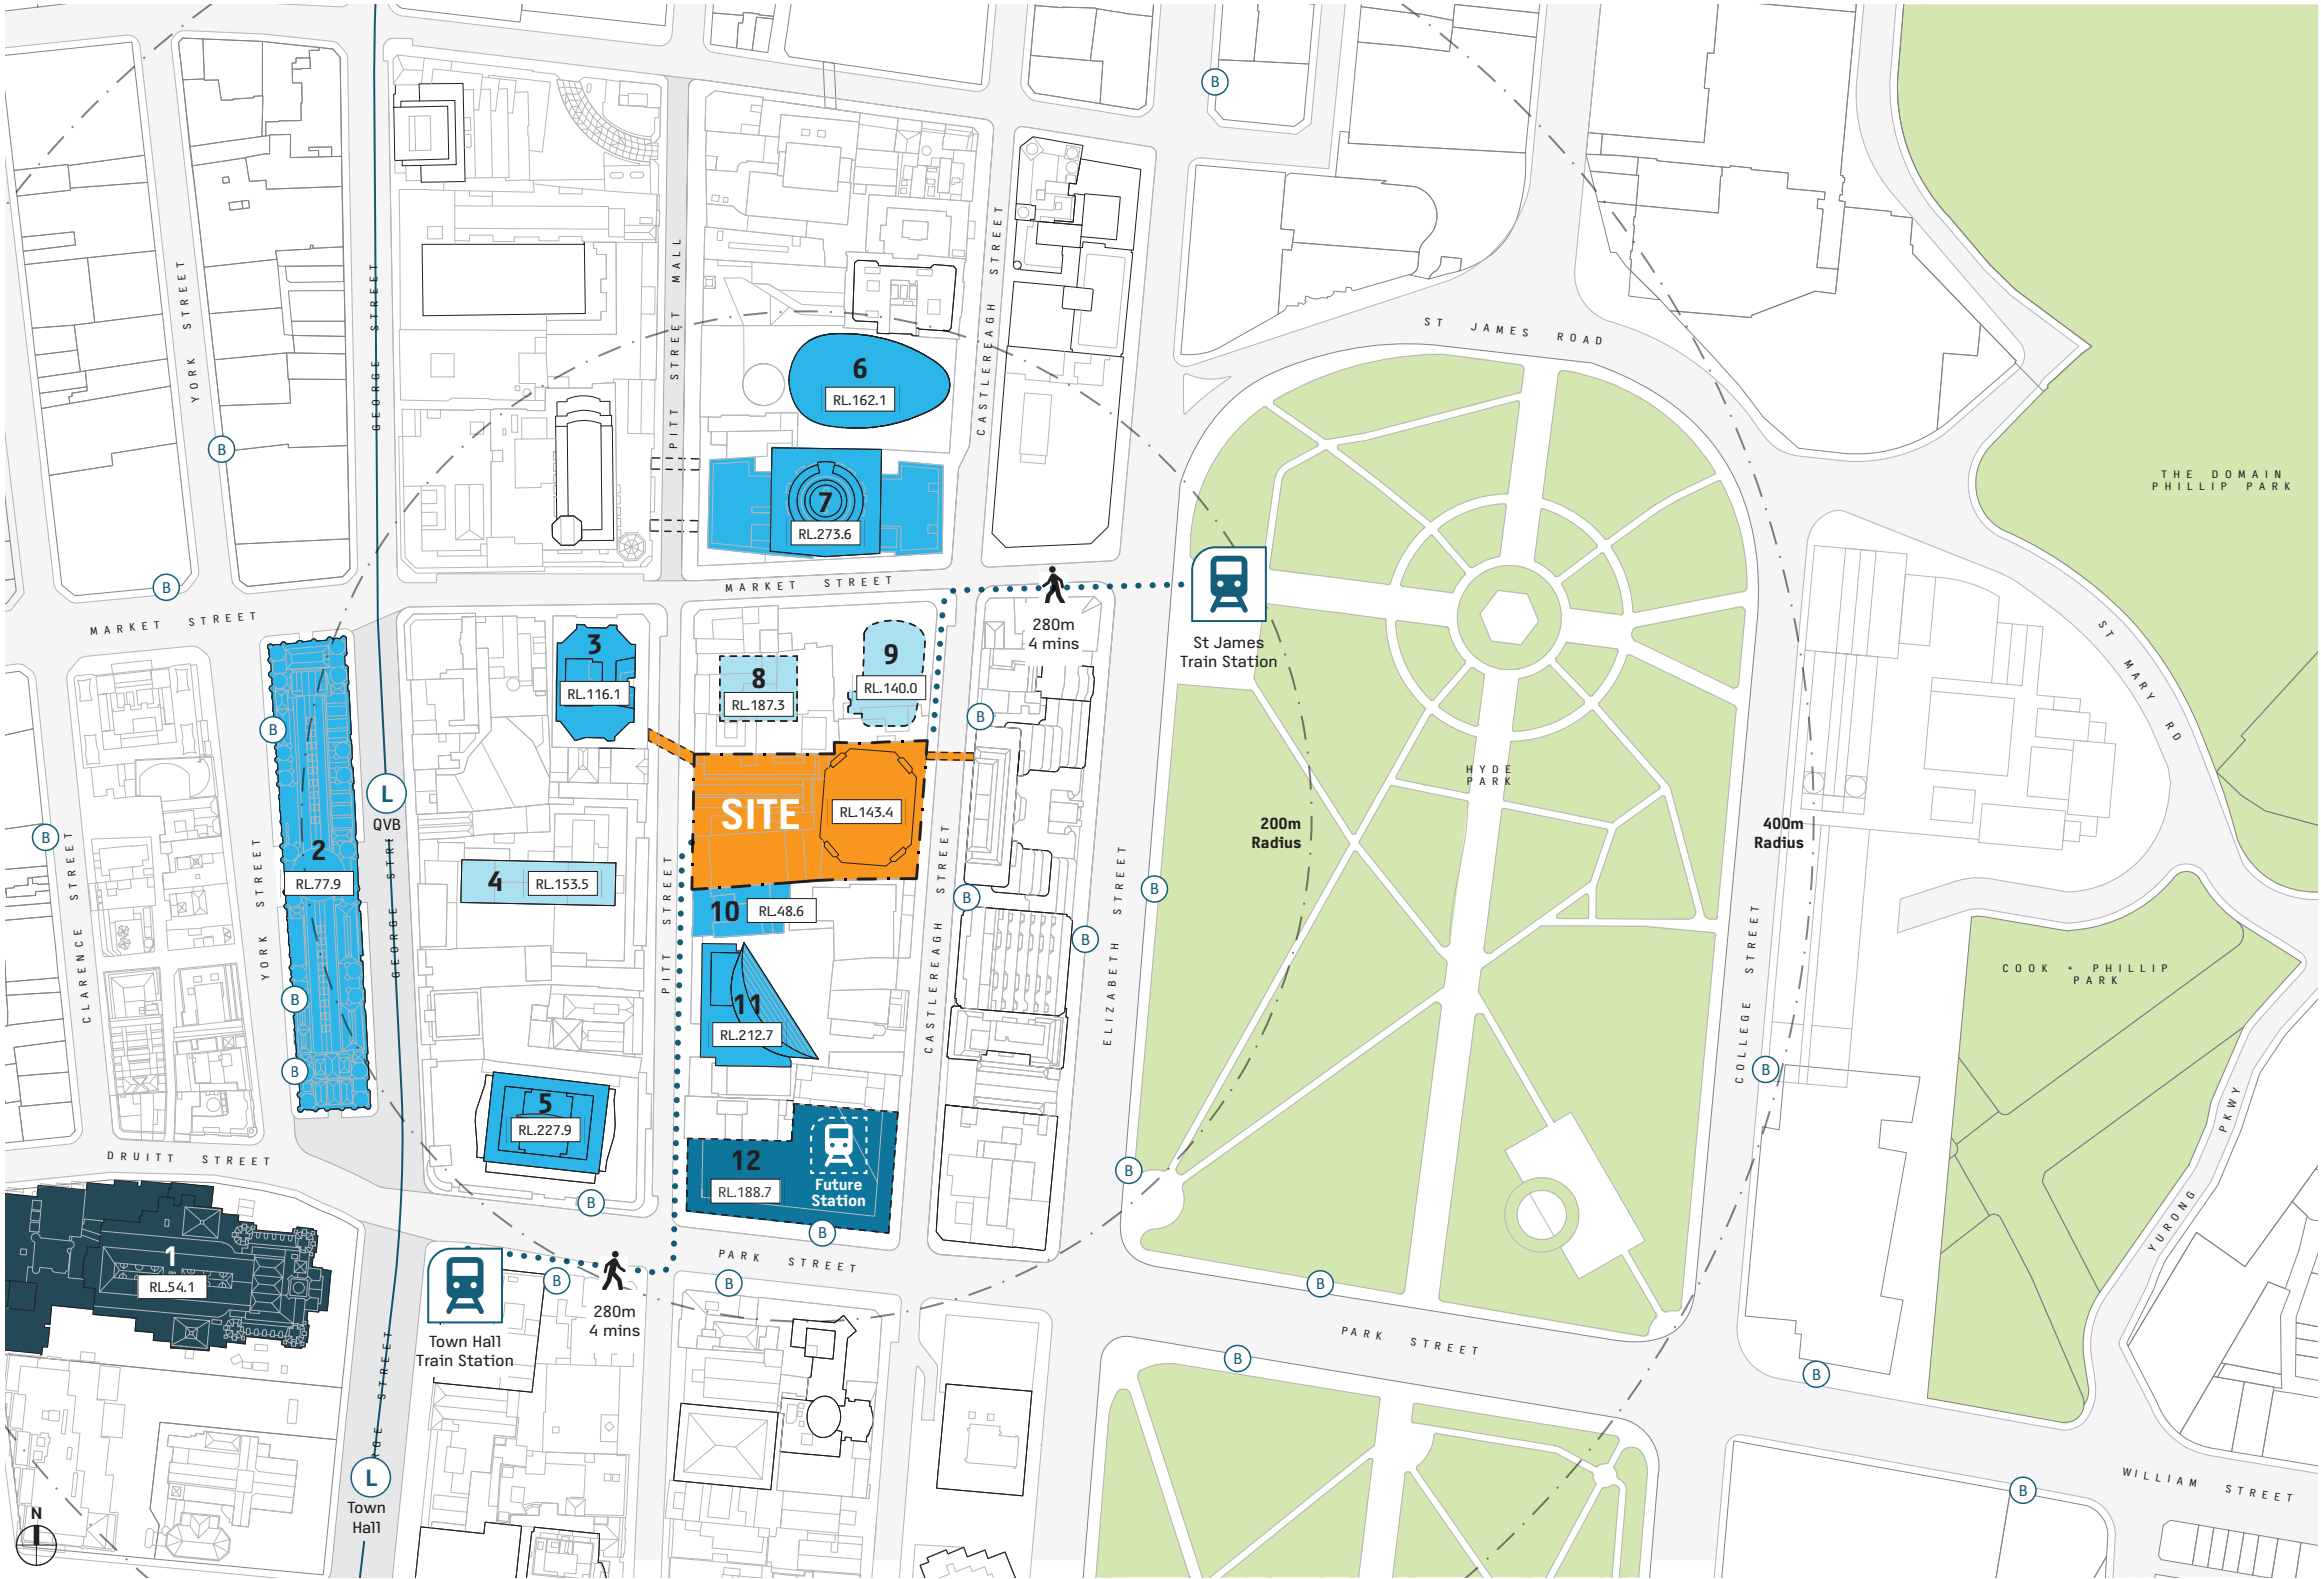 B
ST JAMES ROAD
YORK STREET
GEORGE STREET
PITT STREET MALL
CASTLEREAGH STREET
6
RL.162.1
B
7
RL.273.6
THE DOMAIN
PHILLIP PARK
B
MARKET STREET
MARKET STREET
280m
4 mins
St James
Train Station
ST MARY RD
3
RL.116.1
8
RL.187.3
9
RL.140.0
B
B
L
QVB
SITE
RL.143.4
HYDE
PARK
200m
Radius
400m
Radius
B
2
RL.77.9
4
RL.153.5
10
RL.48.6
B
B
B
CLARENCE STREET
YORK STREET
GEORGE STREET
PITT STREET
CASTLEREAGH STREET
ELIZABETH STREET
COLLEGE STREET
COOK + PHILLIP
PARK
B
11
RL.212.7
B
B
5
RL.227.9
12
RL.188.7
Future
Station
B
B
B
YURONG PKWY
DRUITT STREET
1
RL.54.1
PARK STREET
B
B
B
280m
4 mins
Town Hall
Train Station
PARK STREET
B
B
GEORGE STREET
L
Town
Hall
WILLIAM STREET
B
N